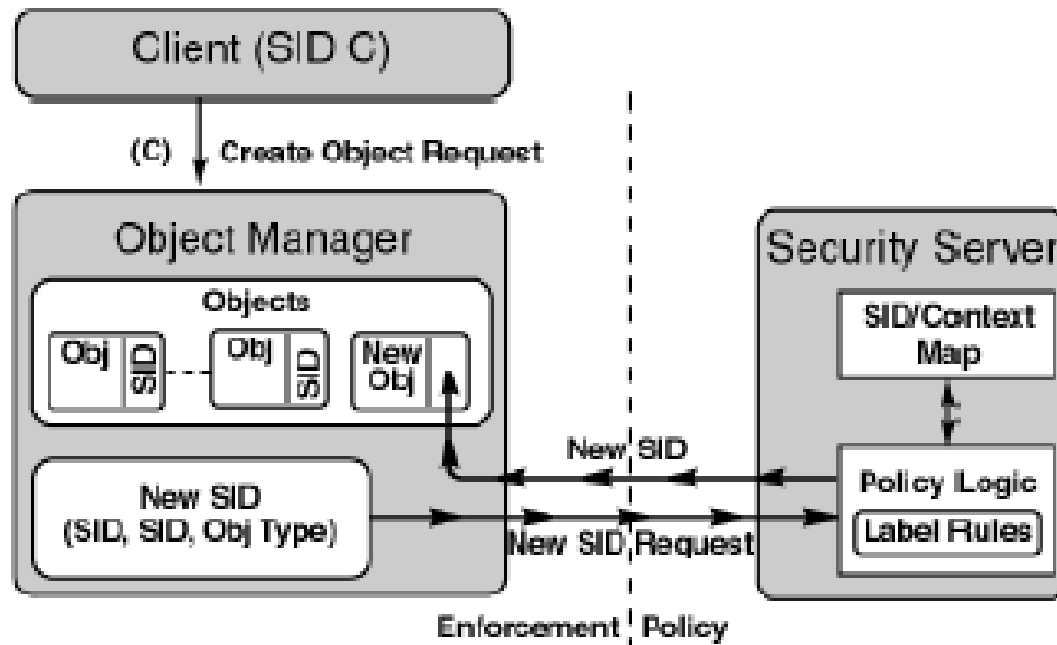 Client (SID C)
(C) Create Object Request
Object Manager
Objects
Obj
SID
Obj
SID
New
Obj
New SID
(SID, SID, Obj Type)
Security Server
SID/Context
Map
Policy Logic
Label Rules
New SID
New SID Request
Enforcement
Policy